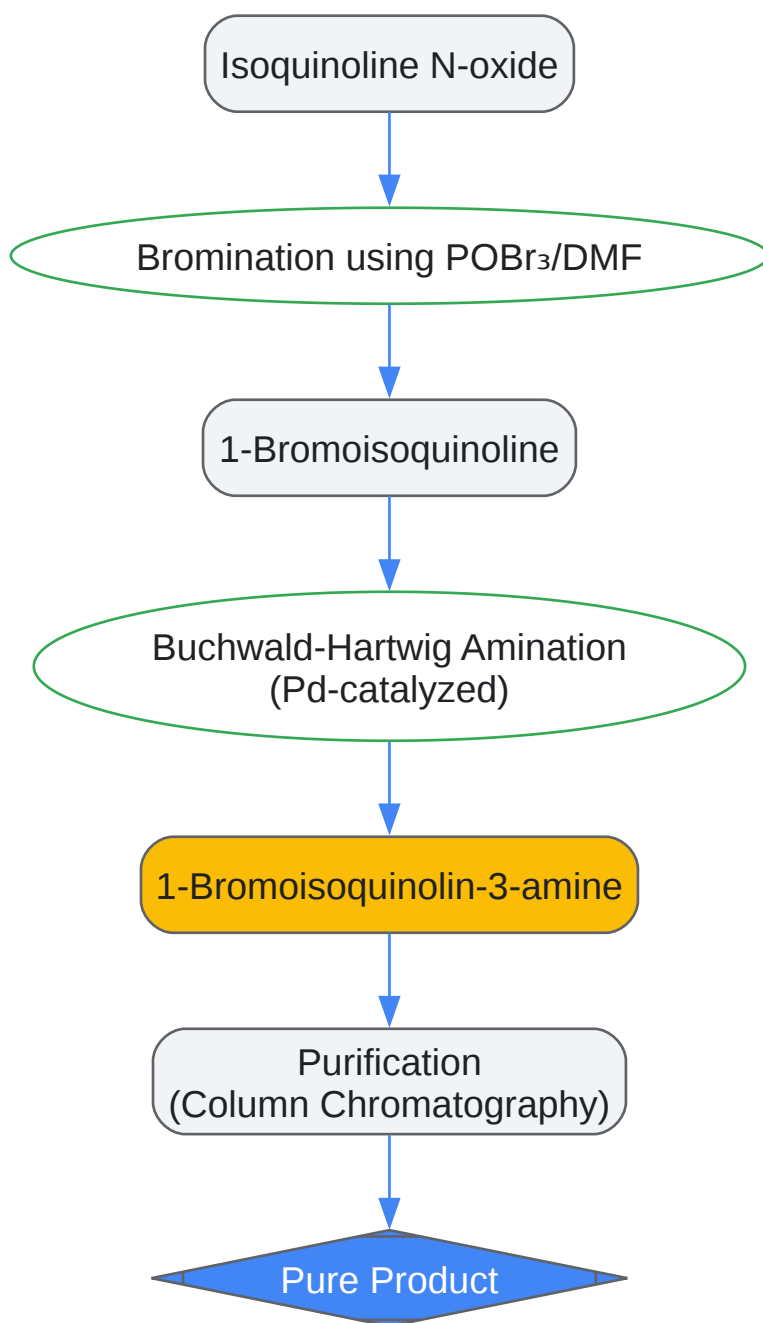 Isoquinoline N-oxide
Bromination using POBr₃/DMF
1-Bromoisoquinoline
Buchwald-Hartwig Amination
(Pd-catalyzed)
1-Bromoisoquinolin-3-amine
Purification
(Column Chromatography)
Pure Product